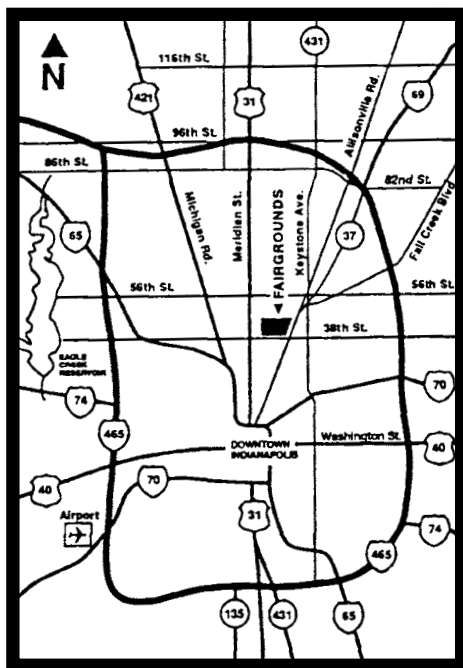 N
431
116th St.
421
31
69
Allisonville Rd.
96th St.
86th St.
82nd St.
Michigan Rd.
Meridian St.
FAIRGROUNDS
Keystone Ave.
37
Fall Creek Blvd
65
56th St.
56th St.
38th St.
EAGLE
CREEK
RESERVOIR
74
70
465
DOWNTOWN
INDIANAPOLIS
Washington St.
40
40
70
31
Airport
74
465
135
431
65